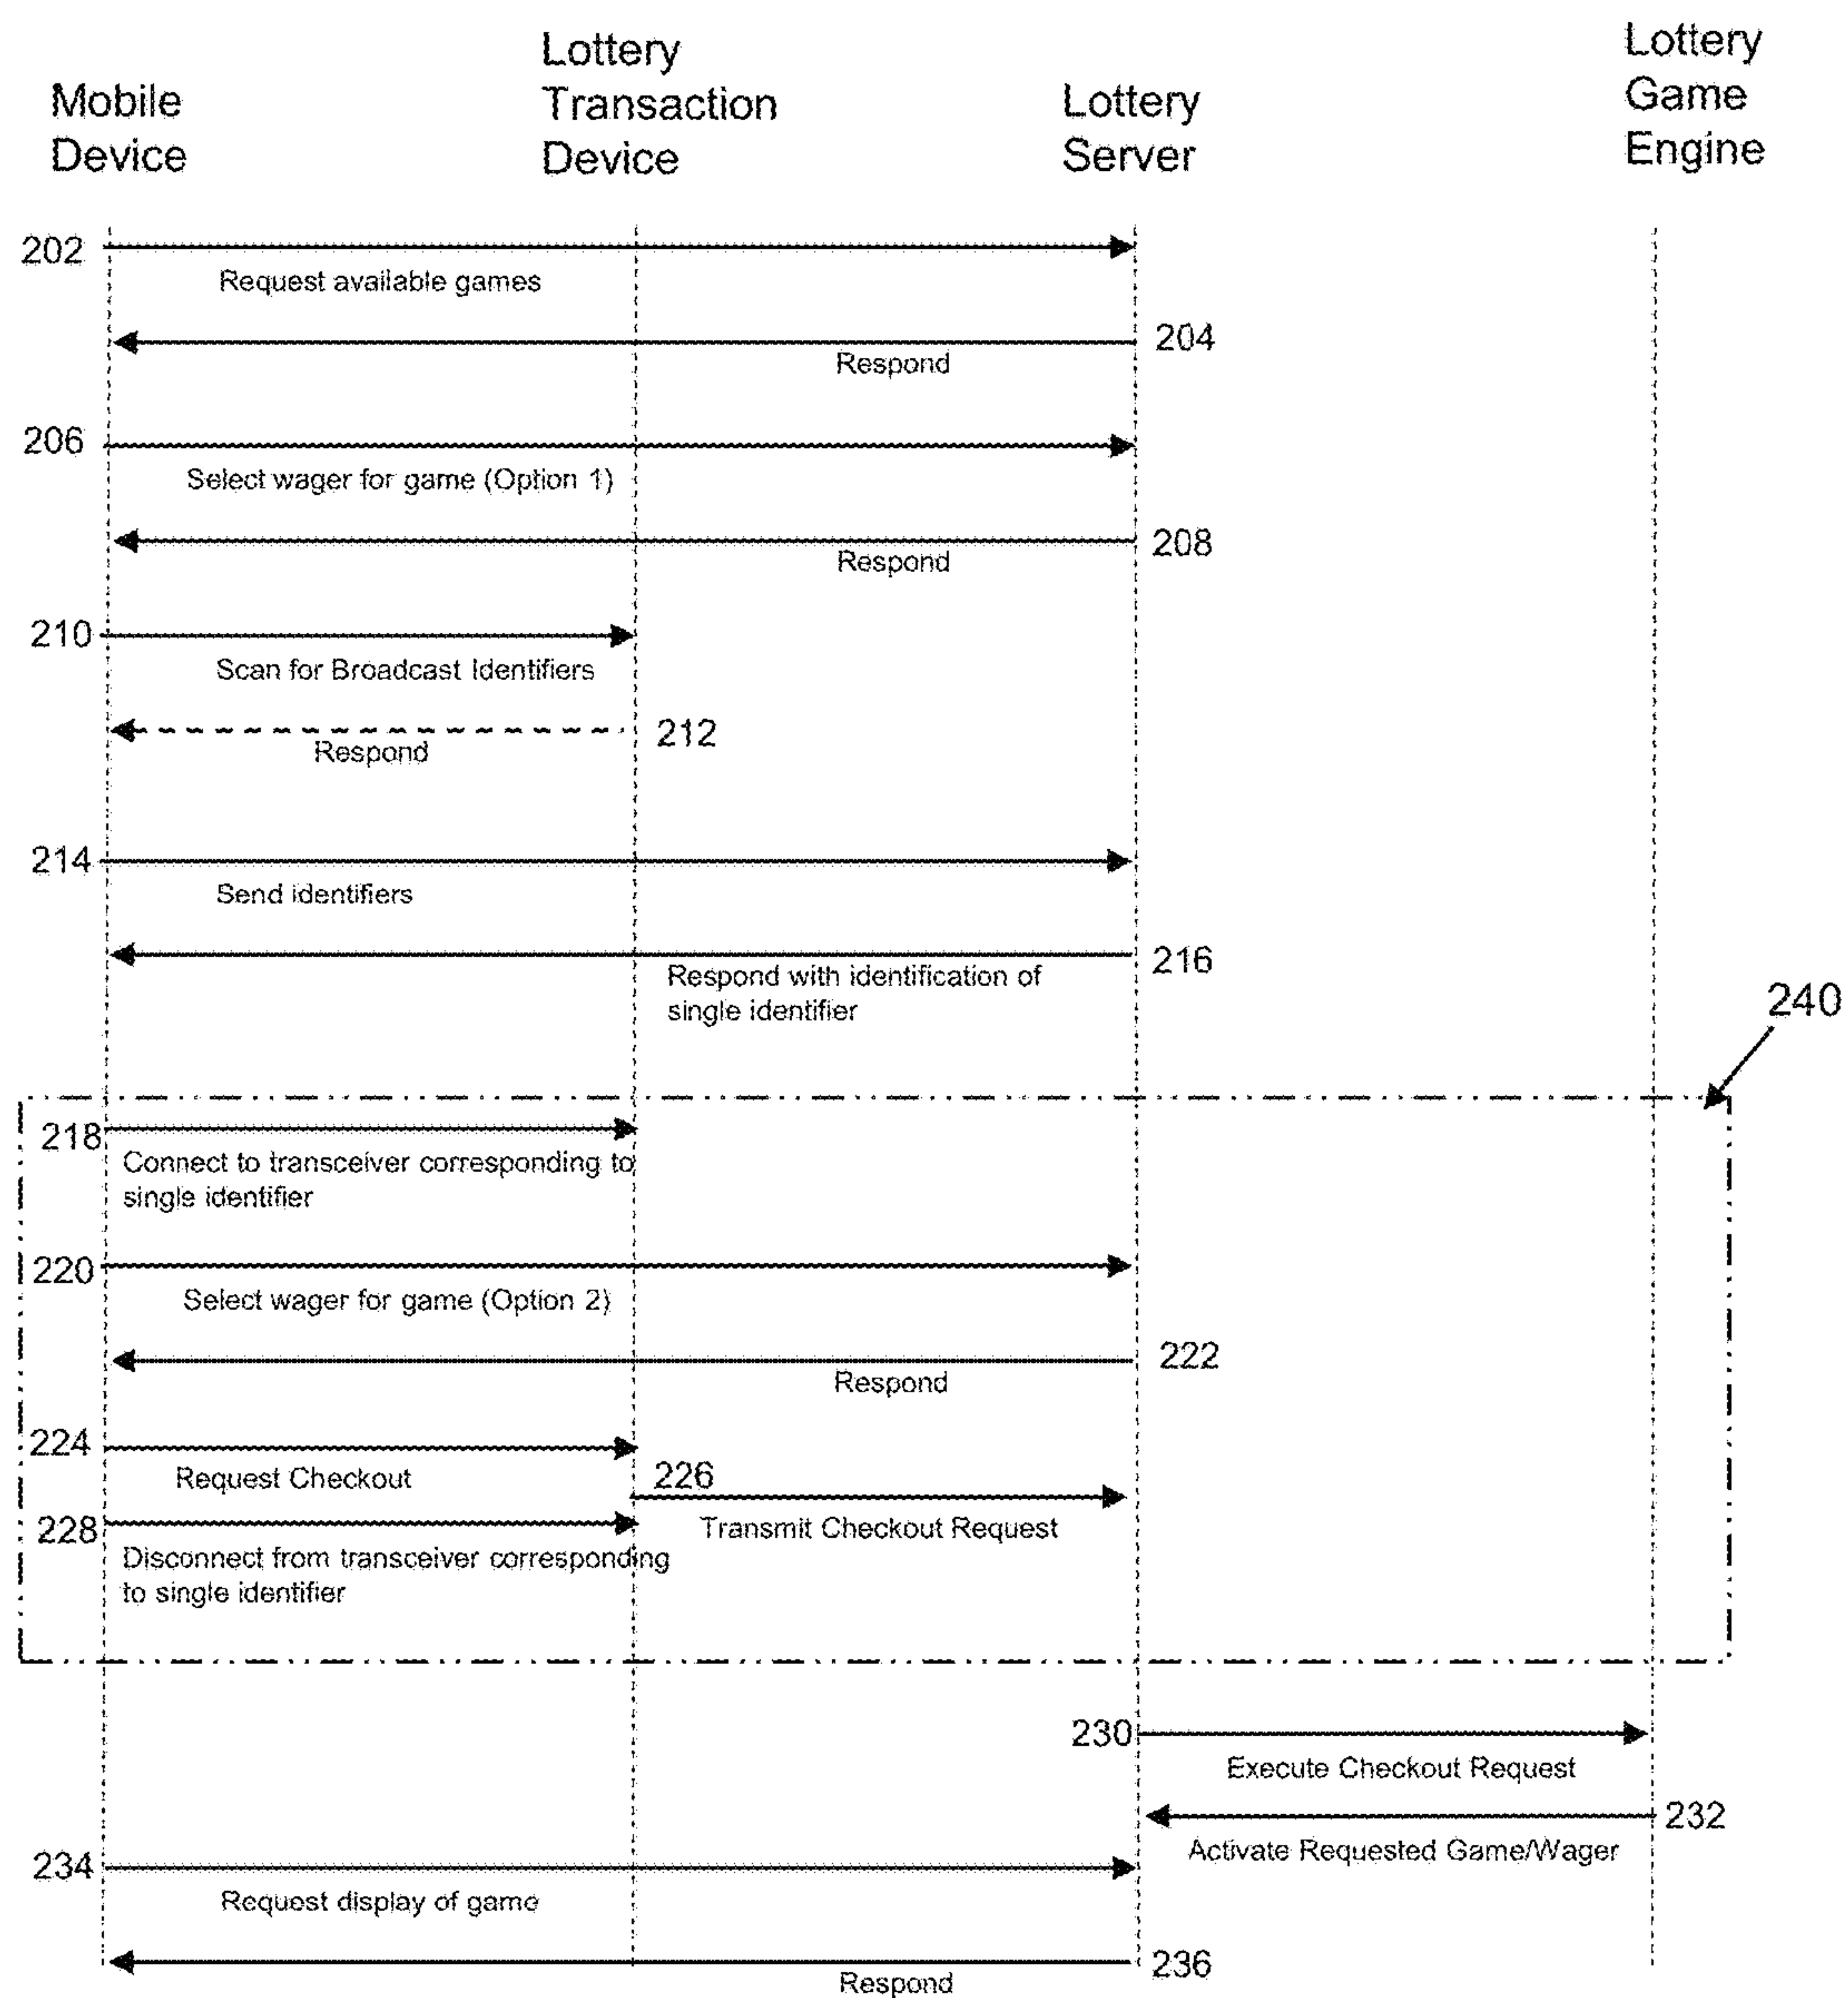 Mobile
Device
Lottery
Transaction
Device
Lottery
Server
Lottery
Game
Engine
202
Request available games
204
Respond
206
Select wager for game (Option 1)
208
Respond
210
Scan for Broadcast Identifiers
212
Respond
214
Send identifiers
216
Respond with identification of
single identifier
240
218
Connect to transceiver corresponding to
single identifier
220
Select wager for game (Option 2)
222
Respond
224
Request Checkout
226
Transmit Checkout Request
228
Disconnect from transceiver corresponding
to single identifier
230
Execute Checkout Request
232
Activate Requested Game/Wager
234
Request display of game
236
Respond